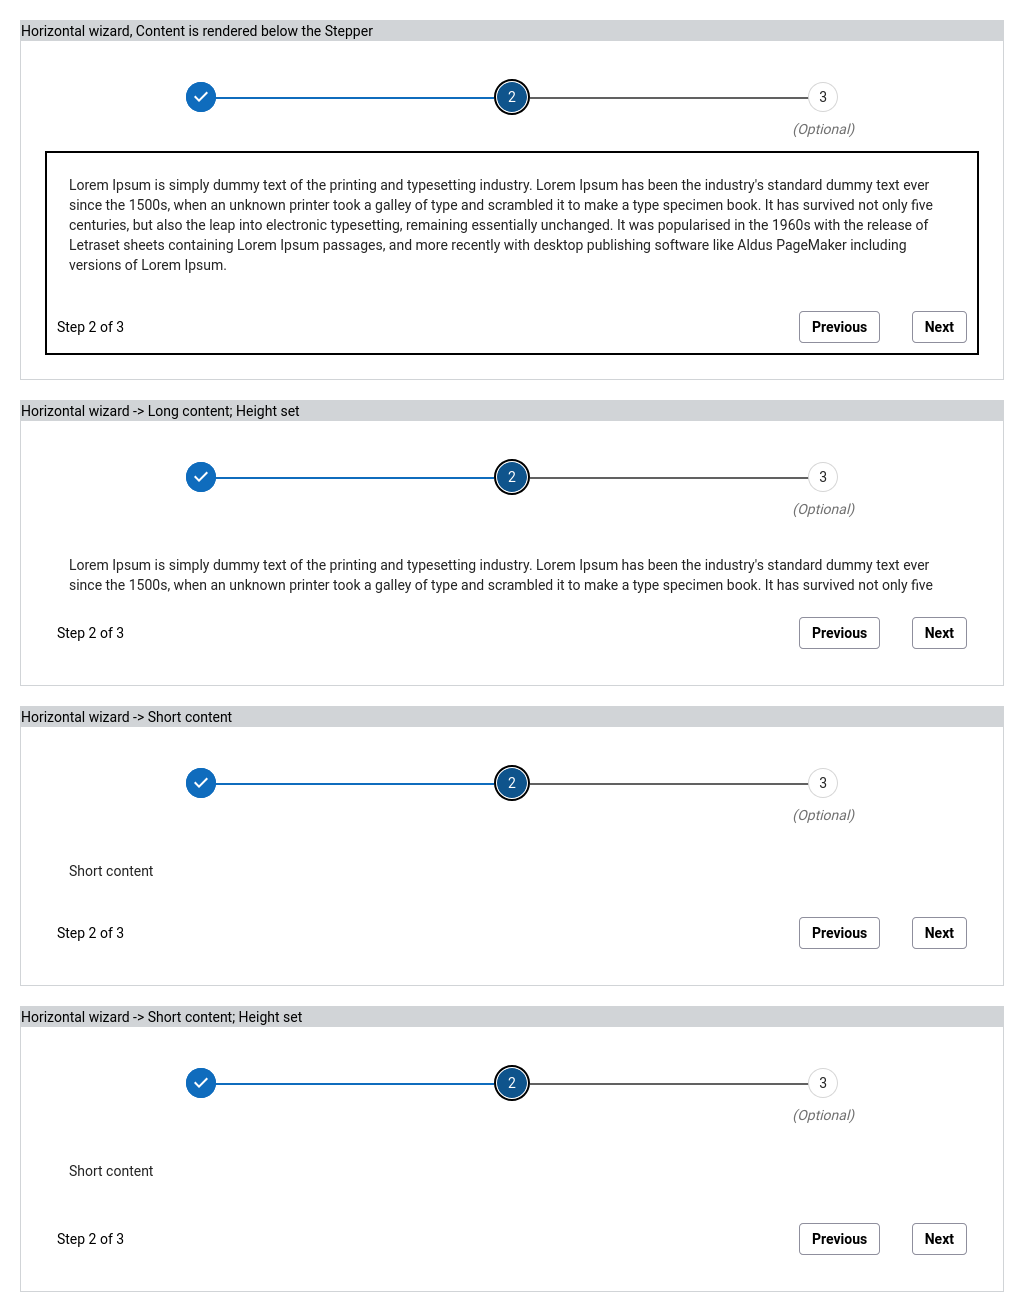 Horizontal wizard, Content is rendered below the Stepper
2
3
(Optional)
Lorem Ipsum is simply dummy text of the printing and typesetting industry. Lorem Ipsum has been the industry's standard dummy text ever
since the 1500s, when an unknown printer took a galley of type and scrambled it to make a type specimen book. It has survived not only five
centuries, but also the leap into electronic typesetting, remaining essentially unchanged. It was popularised in the 1960s with the release of
Letraset sheets containing Lorem Ipsum passages, and more recently with desktop publishing software like Aldus PageMaker including
versions of Lorem Ipsum.
Step 2 of 3
Previous
Next
Horizontal wizard -> Long content; Height set
2
3
(Optional)
Lorem Ipsum is simply dummy text of the printing and typesetting industry. Lorem Ipsum has been the industry's standard dummy text ever
since the 1500s, when an unknown printer took a galley of type and scrambled it to make a type specimen book. It has survived not only five
Step 2 of 3
Previous
Next
Horizontal wizard -> Short content
2
3
(Optional)
Short content
Step 2 of 3
Previous
Next
Horizontal wizard -> Short content; Height set
2
3
(Optional)
Short content
Step 2 of 3
Previous
Next